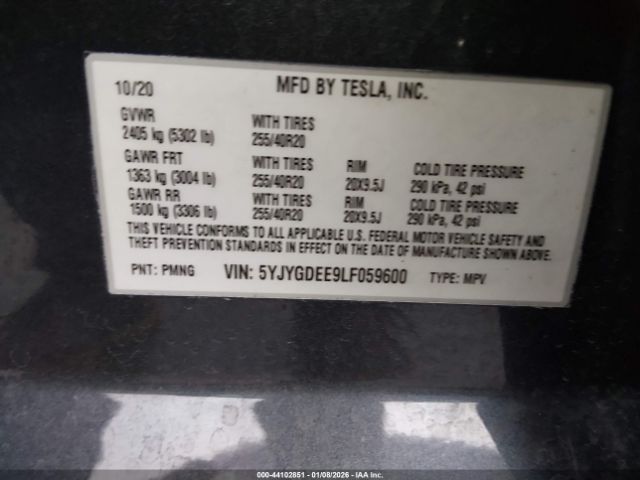 10/20 MFD BY TESLA, INC.
GVWR
2405 kg (5302 lb) WITH TIRES 255/40R20
GAWR FRT WITH TIRES RIM COLD TIRE PRESSURE
1363 kg (3004 lb) 255/40R20 20X9.5J 290 kPa, 42 psi
GAWR RR WITH TIRES RIM COLD TIRE PRESSURE
1500 kg (3306 lb) 255/40R20 20X9.5J 290 kPa, 42 psi
THIS VEHICLE CONFORMS TO ALL APPLICABLE U.S. FEDERAL MOTOR VEHICLE SAFETY AND
THEFT PREVENTION STANDARDS IN EFFECT ON THE DATE OF MANUFACTURE SHOWN ABOVE.
PNT: PMNG VIN: 5YJYGDEE9LF059600 TYPE: MPV
000-44102851 - 01/08/2026 - IAA Inc.